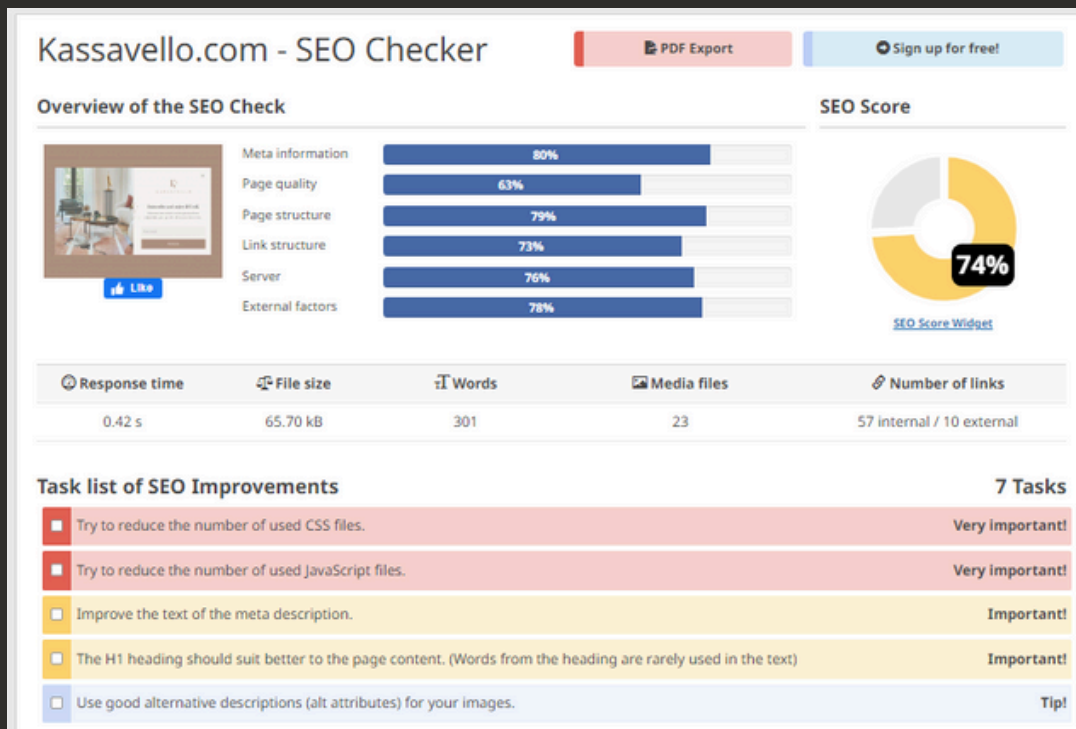 Kassavello.com - SEO Checker
PDF Export
Sign up for free!
Overview of the SEO Check
SEO Score
Meta information 80%
Page quality 63%
Page structure 79%
Link structure 73%
Server 76%
External factors 78%
Like
74%
SEO Score Widget
Response time File size Words Media files Number of links
0.42 s 65.70 kB 301 23 57 internal / 10 external
Task list of SEO Improvements 7 Tasks
Try to reduce the number of used CSS files. Very important!
Try to reduce the number of used JavaScript files. Very important!
Improve the text of the meta description. Important!
The H1 heading should suit better to the page content. (Words from the heading are rarely used in the text) Important!
Use good alternative descriptions (alt attributes) for your images. Tip!